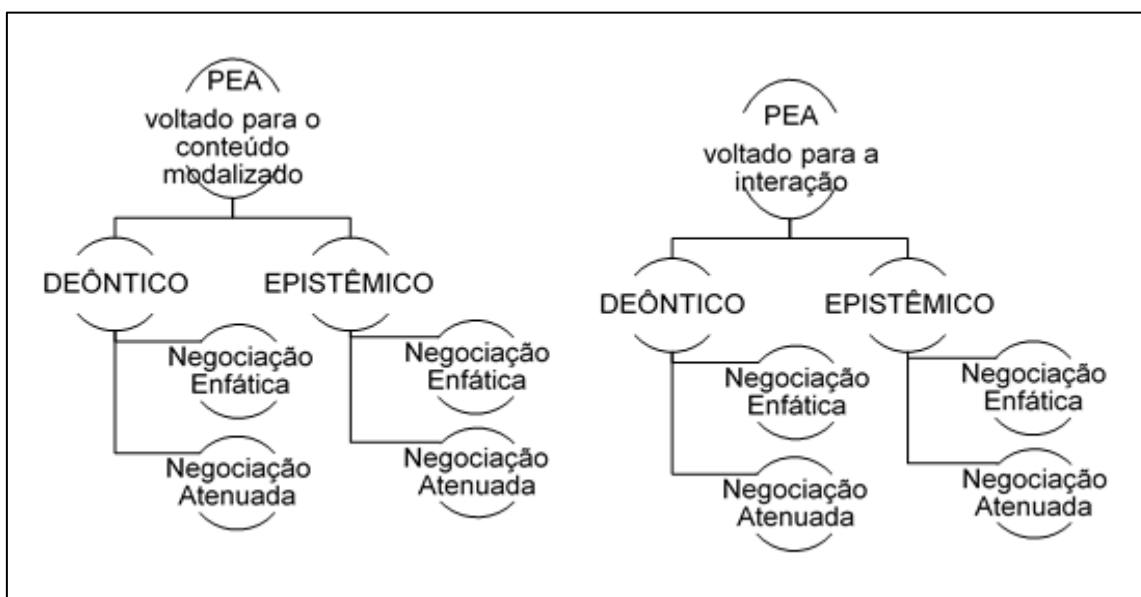 PEA
voltado para o
conteúdo
modalizado
DEÔNTICO
EPISTÊMICO
Negociação
Enfática
Negociação
Atenuada
Negociação
Enfática
Negociação
Atenuada
PEA
voltado para a
interação
DEÔNTICO
EPISTÊMICO
Negociação
Enfática
Negociação
Atenuada
Negociação
Enfática
Negociação
Atenuada